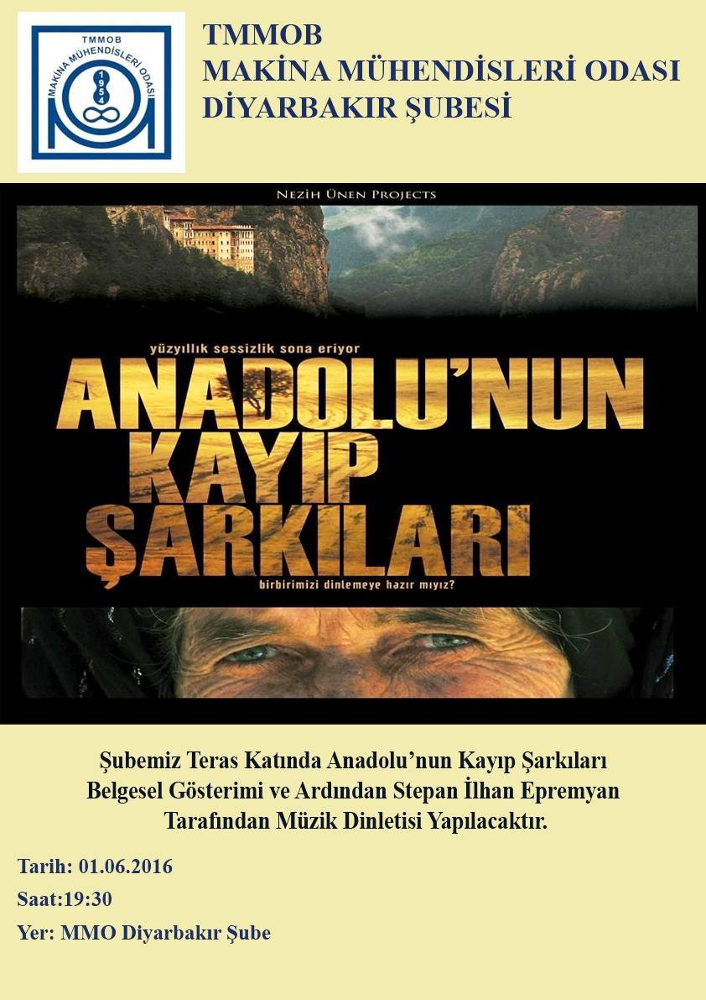 TMMOB
MAKİNA MÜHENDİSLERİ ODASI
1954
TMMOB
MAKİNA MÜHENDİSLERİ ODASI
DİYARBAKIR ŞUBESİ
NEZİH ÜNEN PROJECTS
yüzyıllık sessizlik sona eriyor
ANADOLU'NUN
KAYIP
ŞARKILARI
birbirimizi dinlemeye hazır mıyız?
Şubemiz Teras Katında Anadolu'nun Kayıp Şarkıları
Belgesel Gösterimi ve Ardından Stepan İlhan Epremyan
Tarafından Müzik Dinletisi Yapılacaktır.
Tarih: 01.06.2016
Saat:19:30
Yer: MMO Diyarbakır Şube